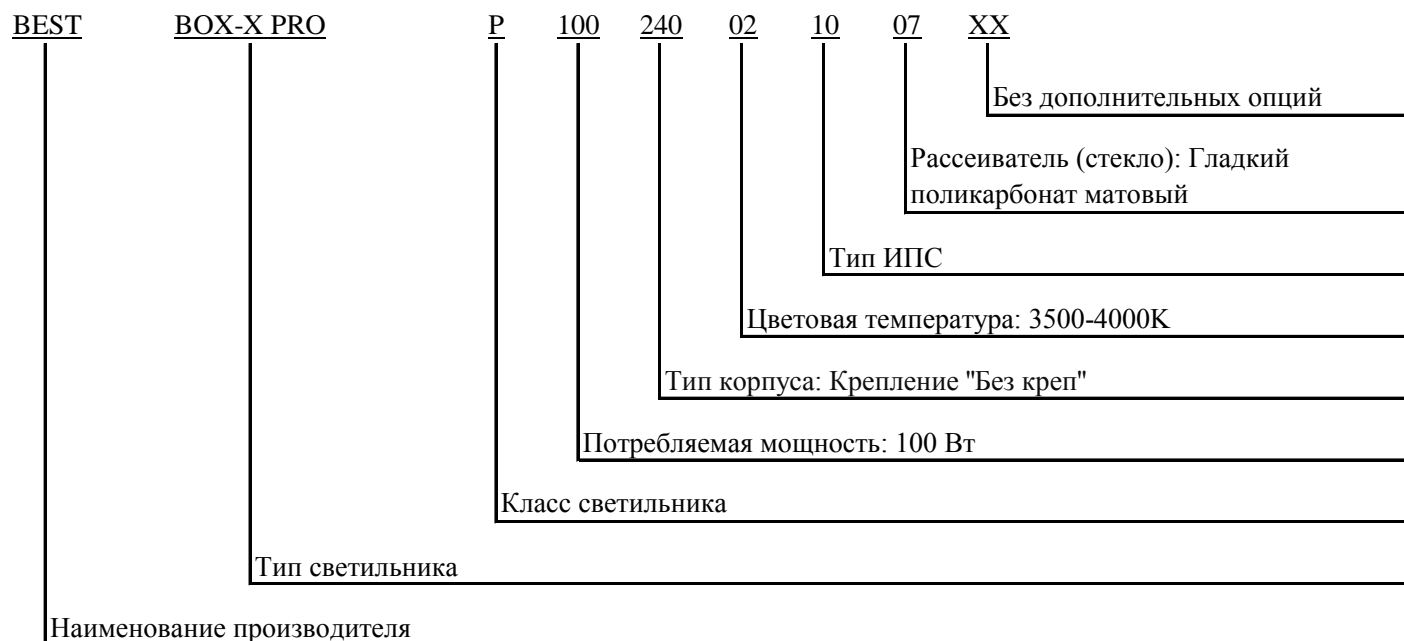 BEST BOX-X PRO P 100 240 02 10 07 XX
Без дополнительных опций
Рассеиватель (стекло): Гладкий
поликарбонат матовый
Тип ИПС
Цветовая температура: 3500-4000К
Тип корпуса: Крепление "Без креп"
Потребляемая мощность: 100 Вт
Класс светильника
Тип светильника
Наименование производителя